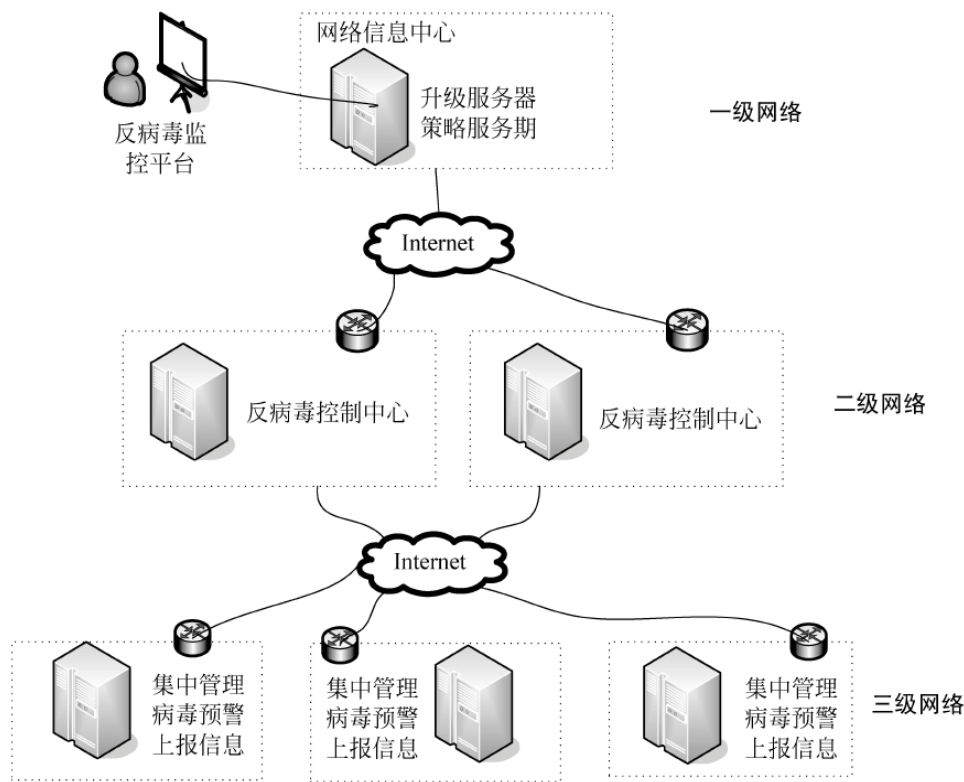 网络信息中心
升级服务器
策略服务期
一级网络
反病毒监
控平台
Internet
反病毒控制中心
反病毒控制中心
二级网络
Internet
集中管理
病毒预警
上报信息
集中管理
病毒预警
上报信息
集中管理
病毒预警
上报信息
三级网络